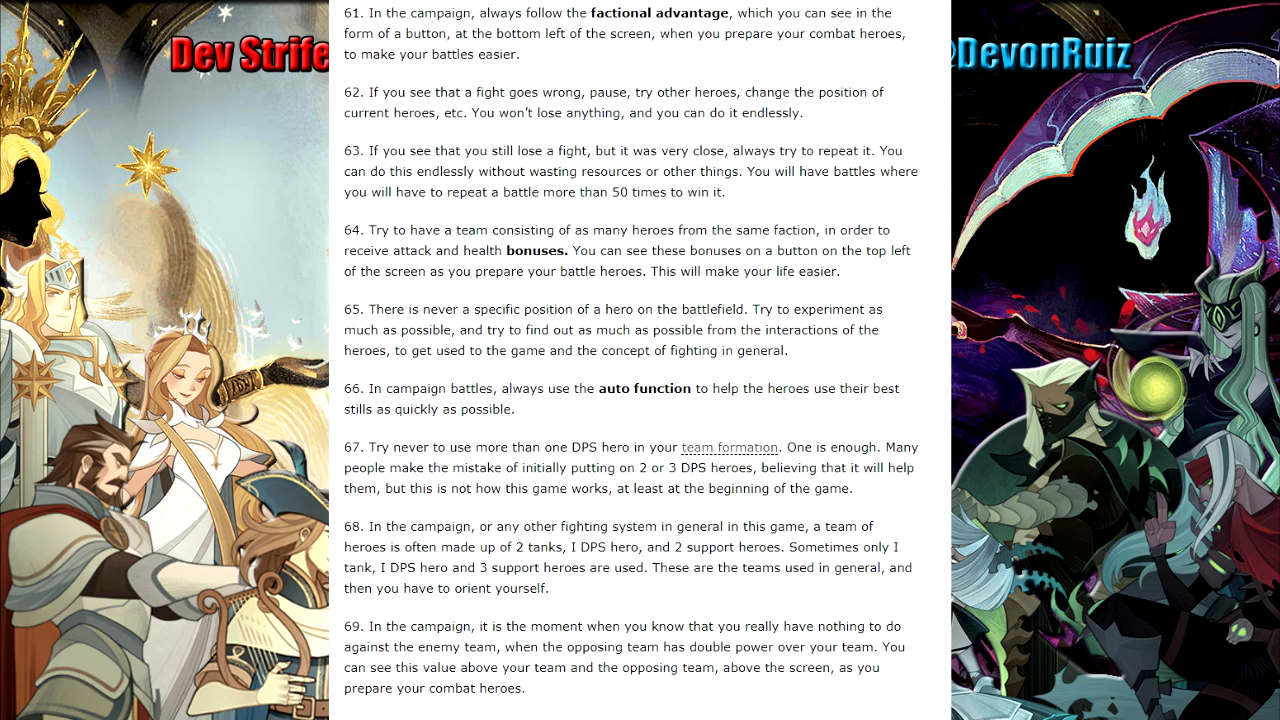 Dev Strife
@DevonRuiz
61. In the campaign, always follow the factional advantage, which you can see in the
form of a button, at the bottom left of the screen, when you prepare your combat heroes,
to make your battles easier.
62. If you see that a fight goes wrong, pause, try other heroes, change the position of
current heroes, etc. You won’t lose anything, and you can do it endlessly.
63. If you see that you still lose a fight, but it was very close, always try to repeat it. You
can do this endlessly without wasting resources or other things. You will have battles where
you will have to repeat a battle more than 50 times to win it.
64. Try to have a team consisting of as many heroes from the same faction, in order to
receive attack and health bonuses. You can see these bonuses on a button on the top left
of the screen as you prepare your battle heroes. This will make your life easier.
65. There is never a specific position of a hero on the battlefield. Try to experiment as
much as possible, and try to find out as much as possible from the interactions of the
heroes, to get used to the game and the concept of fighting in general.
66. In campaign battles, always use the auto function to help the heroes use their best
stills as quickly as possible.
67. Try never to use more than one DPS hero in your team formation. One is enough. Many
people make the mistake of initially putting on 2 or 3 DPS heroes, believing that it will help
them, but this is not how this game works, at least at the beginning of the game.
68. In the campaign, or any other fighting system in general in this game, a team of
heroes is often made up of 2 tanks, I DPS hero, and 2 support heroes. Sometimes only I
tank, I DPS hero and 3 support heroes are used. These are the teams used in general, and
then you have to orient yourself.
69. In the campaign, it is the moment when you know that you really have nothing to do
against the enemy team, when the opposing team has double power over your team. You
can see this value above your team and the opposing team, above the screen, as you
prepare your combat heroes.